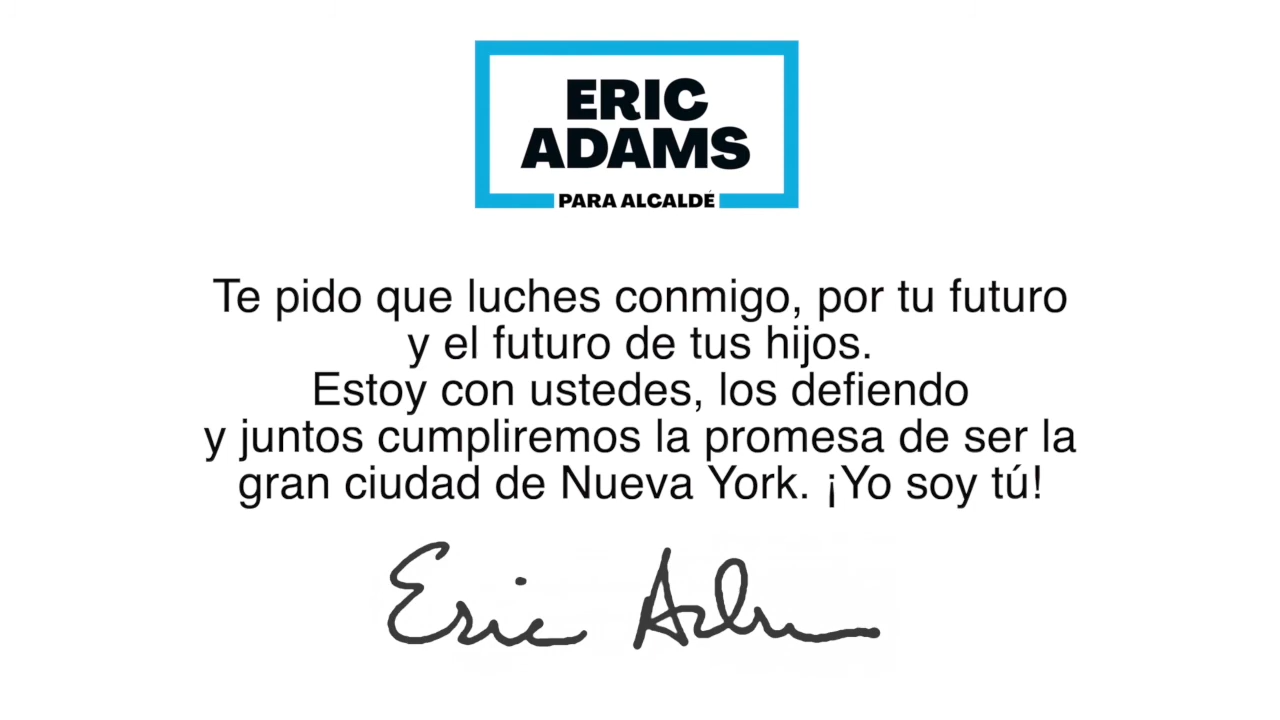 ERIC
ADAMS
PARA ALCALDÉ
Te pido que luches conmigo, por tu futuro
y el futuro de tus hijos.
Estoy con ustedes, los defiendo
y juntos cumpliremos la promesa de ser la
gran ciudad de Nueva York. ¡Yo soy tú!
Eric Adams